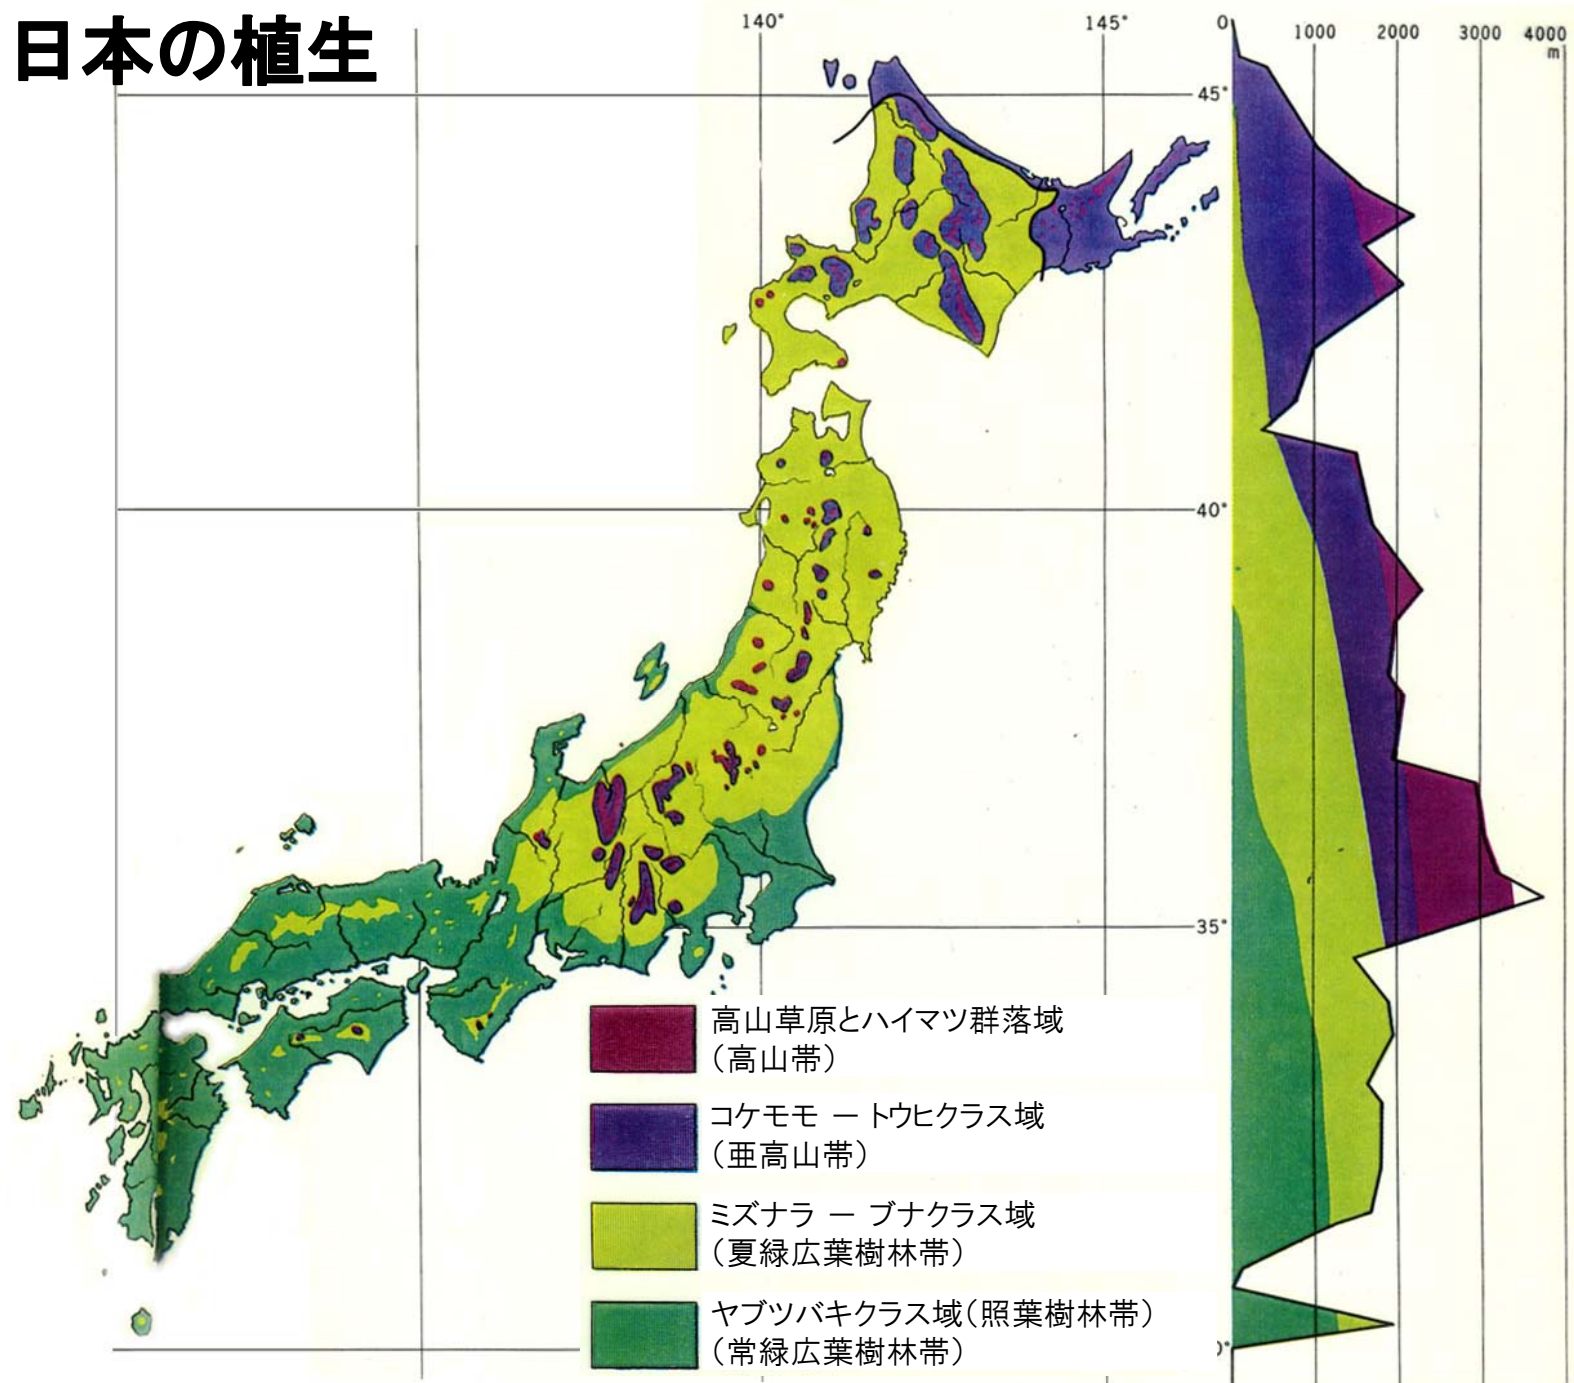 日本の植生
140°
145°
0
1000
2000
3000
4000
m
45°
40°
35°
0°
高山草原とハイマツ群落域
（高山帯）
コケモモ ー トウヒクラス域
（亜高山帯）
ミズナラ ー ブナクラス域
（夏緑広葉樹林帯）
ヤブツバキクラス域（照葉樹林帯）
（常緑広葉樹林帯）